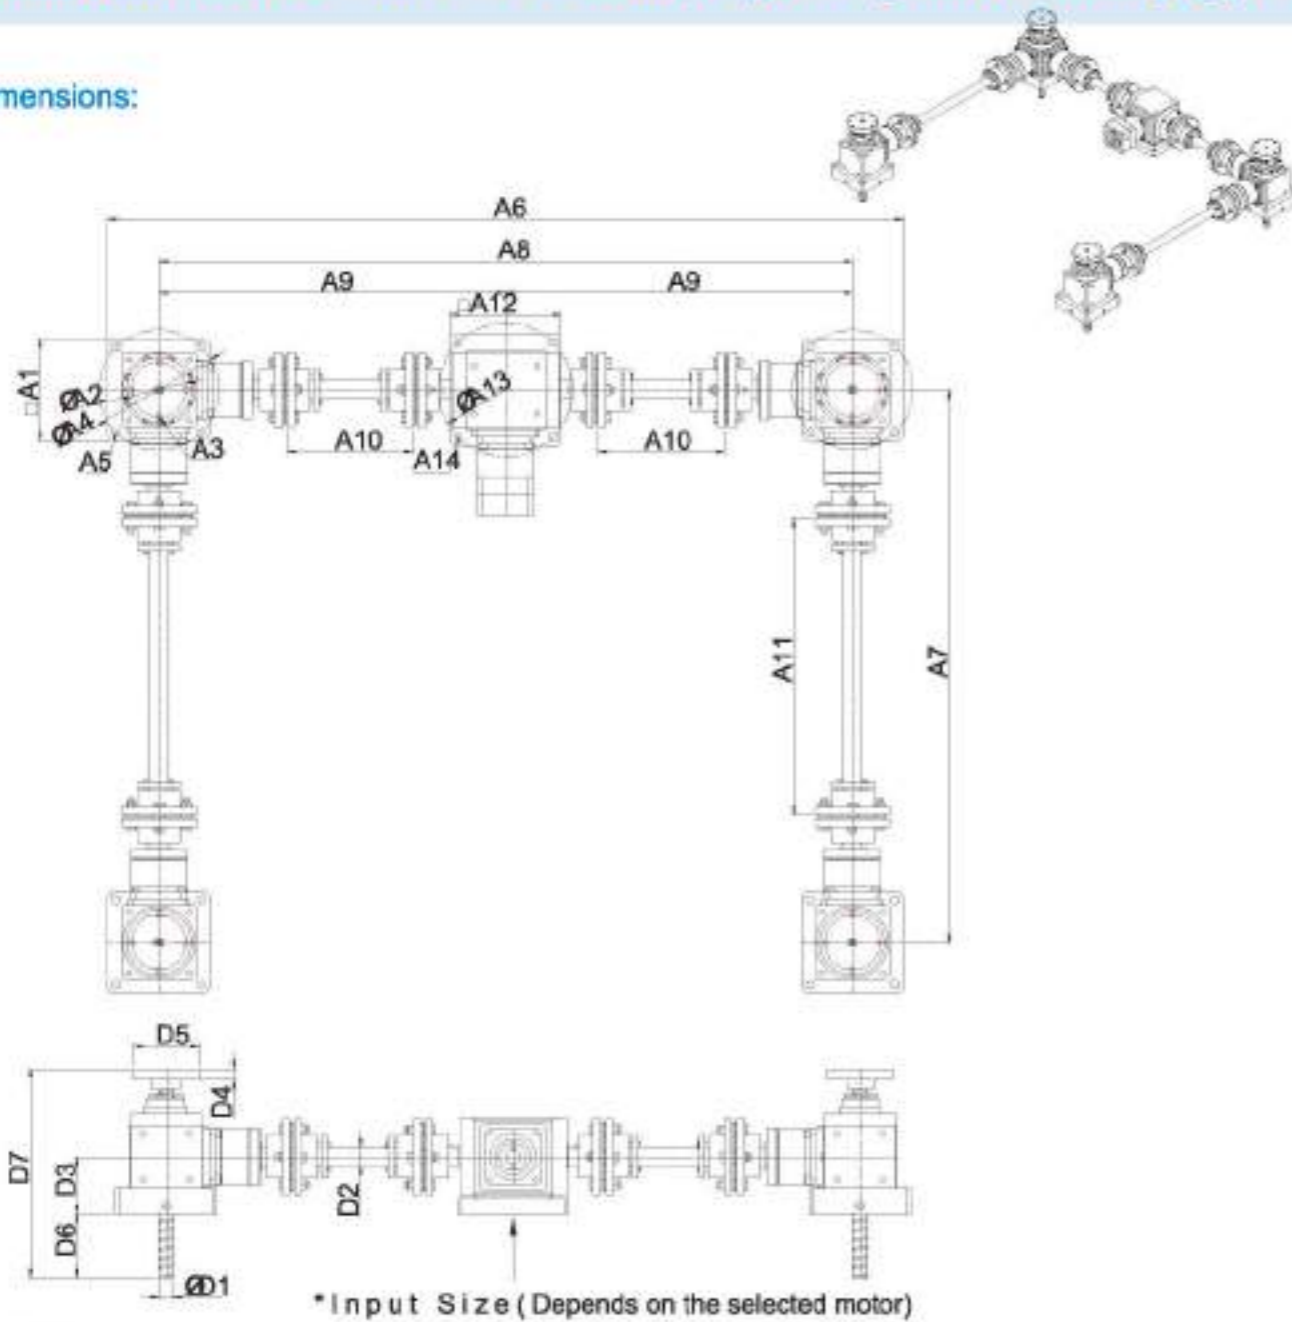 mensions:
A6
A8
A9 A9
□A12
□A1
ØA2
ØA4
A5
A3
A10
A14
ØA13
A10
A11
A7
D5
D4
D7
D3
D6
D2
ØD1
*Input Size(Depends on the selected motor)